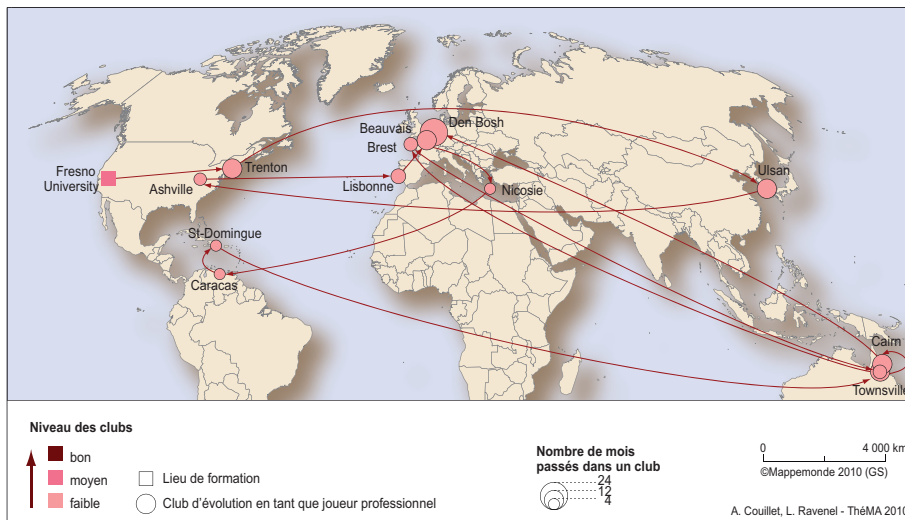 Fresno
University
Trenton
Ashville
Beauvais
Brest
Den Bosh
Lisbonne
Nicosie
Ulsan
St-Domingue
Caracas
Cairn
Townsville
Niveau des clubs
bon
moyen
faible
Lieu de formation
Club d'évolution en tant que joueur professionnel
Nombre de mois
passés dans un club
24
12
4
0 4 000 km
©Mappemonde 2010 (GS)
A. Couillet, L. Ravenel - ThéMA 2010